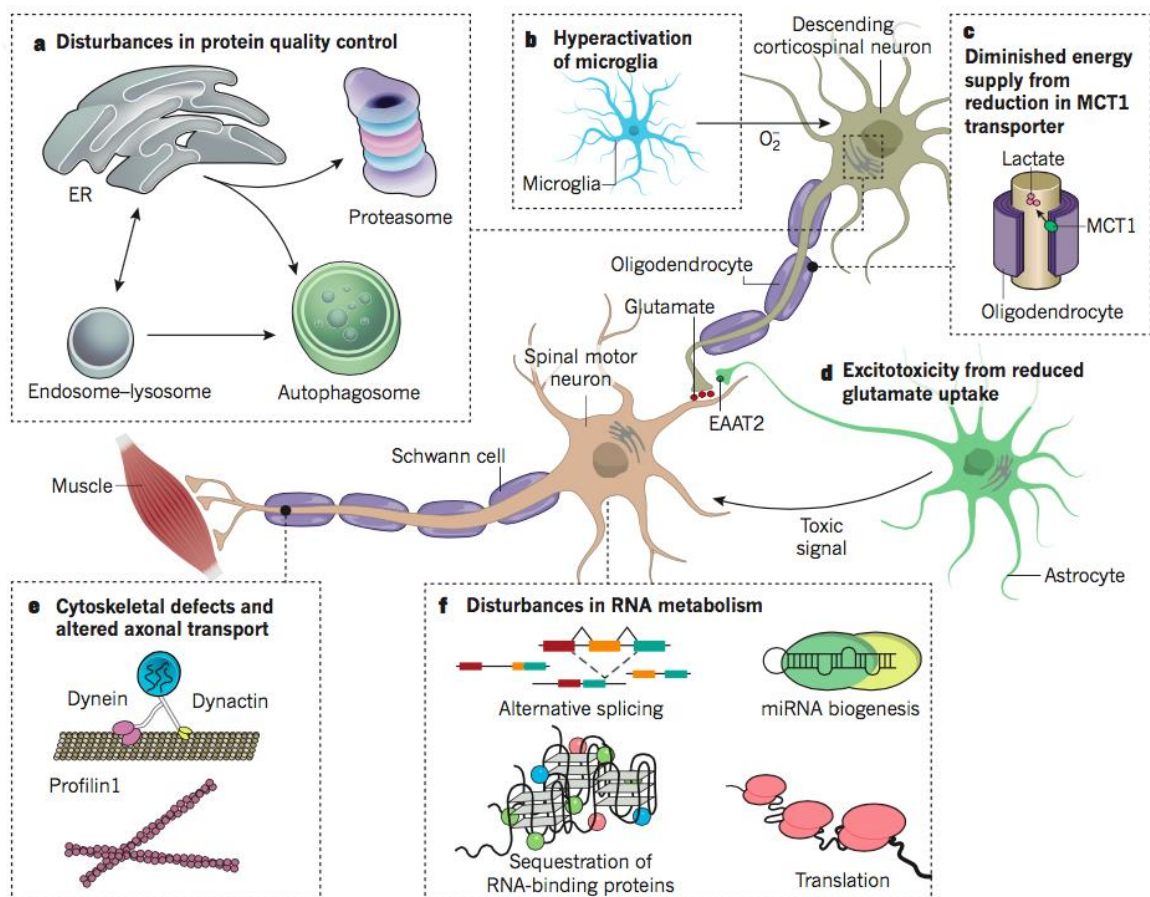 a Disturbances in protein quality control
ER
Proteasome
Endosome–lysosome
Autophagosome
b Hyperactivation
of microglia
Microglia
O₂⁻
Descending
corticospinal neuron
c
Diminished energy
supply from
reduction in MCT1
transporter
Lactate
MCT1
Oligodendrocyte
Oligodendrocyte
Glutamate
Spinal motor
neuron
EAAT2
d Excitotoxicity from reduced
glutamate uptake
Schwann cell
Muscle
Toxic
signal
Astrocyte
e Cytoskeletal defects and
altered axonal transport
Dynein
Dynactin
Profilin1
f Disturbances in RNA metabolism
Alternative splicing
miRNA biogenesis
Sequestration of
RNA-binding proteins
Translation